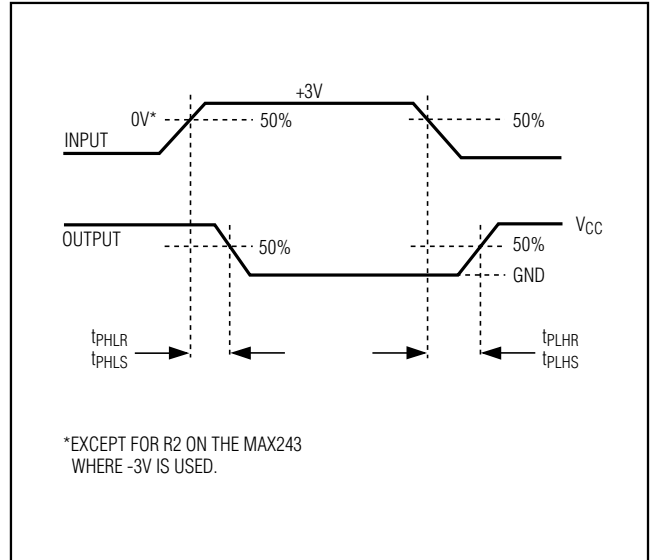 +3V
0V* 50% 50%
INPUT
OUTPUT VCC
50% 50%
GND
tPHLR tPLHR
tPHLS tPLHS
*EXCEPT FOR R2 ON THE MAX243
WHERE -3V IS USED.